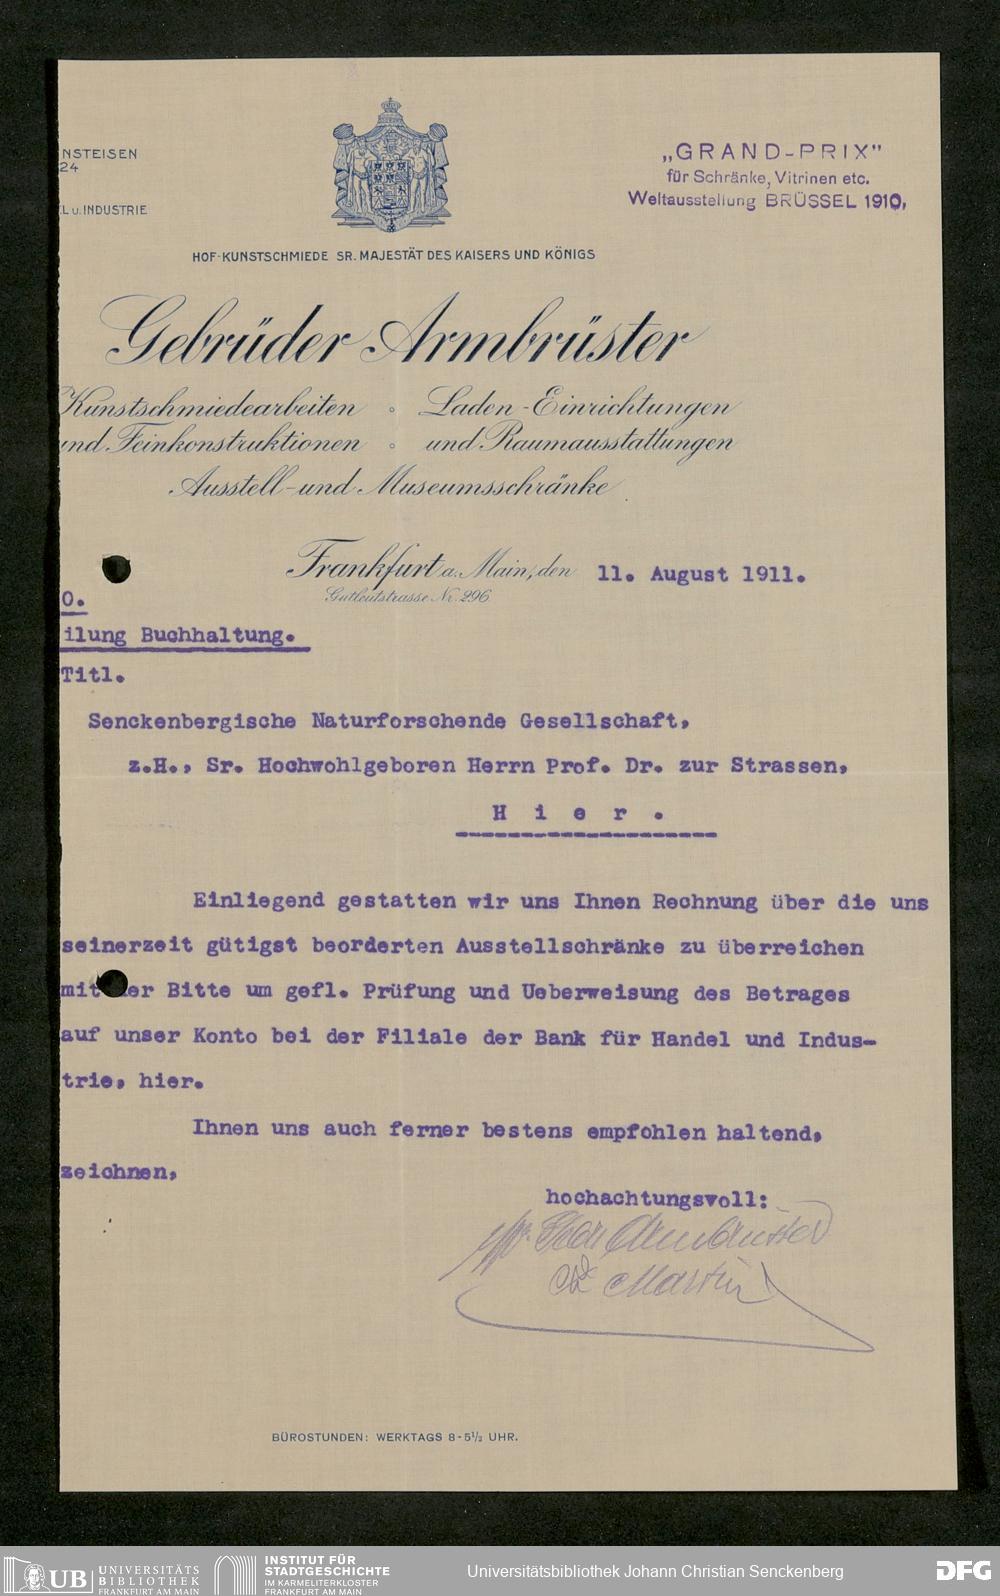 NSTEISEN
24
L u. INDUSTRIE
„GRAND-PRIX"
für Schränke, Vitrinen etc.
Weltausstellung BRÜSSEL 1910,
HOF-KUNSTSCHMIEDE SR. MAJESTÄT DES KAISERS UND KÖNIGS
Gebrüder Armbrüster
Kunstschmiedearbeiten ° Laden-Einrichtungen
und Feinkonstruktionen ° und Raumausstattungen
Ausstell- und Museumsschränke
Frankfurt a. Main, den 11. August 1911.
Gutleutstrasse Nr. 296
O.
ilung Buchhaltung.
Titl.
Senckenbergische Naturforschende Gesellschaft,
z.H., Sr. Hochwohlgeboren Herrn Prof. Dr. zur Strassen,
H i e r .
Einliegend gestatten wir uns Ihnen Rechnung über die uns
seinerzeit gütigst beorderten Ausstellschränke zu überreichen
mit der Bitte um gefl. Prüfung und Ueberweisung des Betrages
auf unser Konto bei der Filiale der Bank für Handel und Indus-
trie, hier.
Ihnen uns auch ferner bestens empfohlen haltend,
zeichnen,
hochachtungsvoll:
Gebr Armbrüster
Martin
BÜROSTUNDEN: WERKTAGS 8-5½ UHR.
UB UNIVERSITÄTS
BIBLIOTHEK
FRANKFURT AM MAIN
INSTITUT FÜR
STADTGESCHICHTE
IM KARMELITERKLOSTER
FRANKFURT AM MAIN
Universitätsbibliothek Johann Christian Senckenberg
DFG